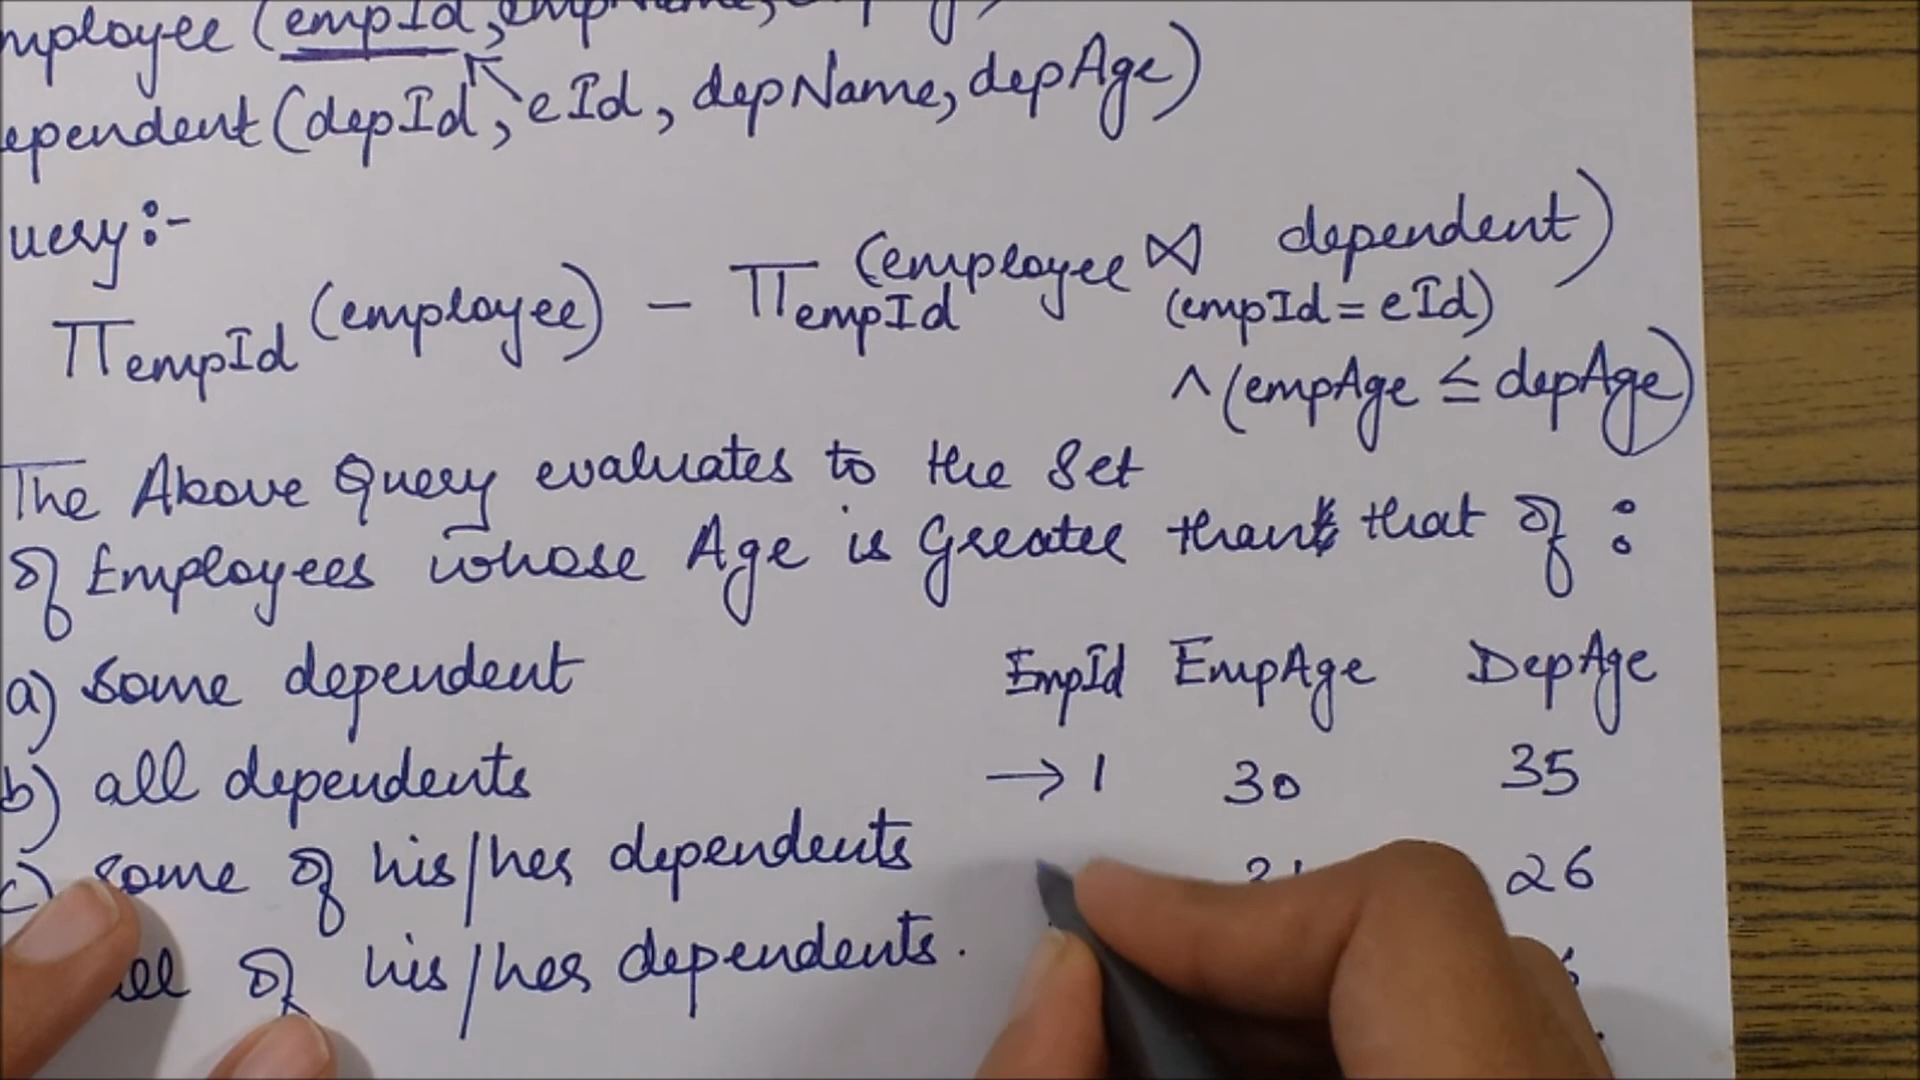 mployee (empId,
ependent (depId, eId, depName, depAge)
uery:-
π empId (employee) – π empId (employee ⋈ dependent)
(empId = eId)
∧ (empAge ≤ depAge)
The Above Query evaluates to the Set
of Employees whose Age is Greater than that of :
a) some dependent
b) all dependents
c) some of his/her dependents
of his/her dependents.
EmpId EmpAge DepAge
→ 1 30 35
26